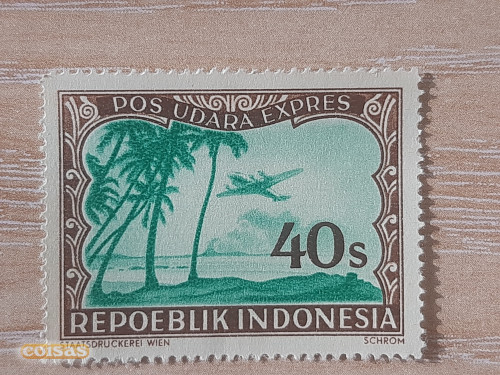 POS UDARA EXPRES
40s
REPOEBLIK INDONESIA
STAATSDRUCKEREI WIEN SCHROM
coisas